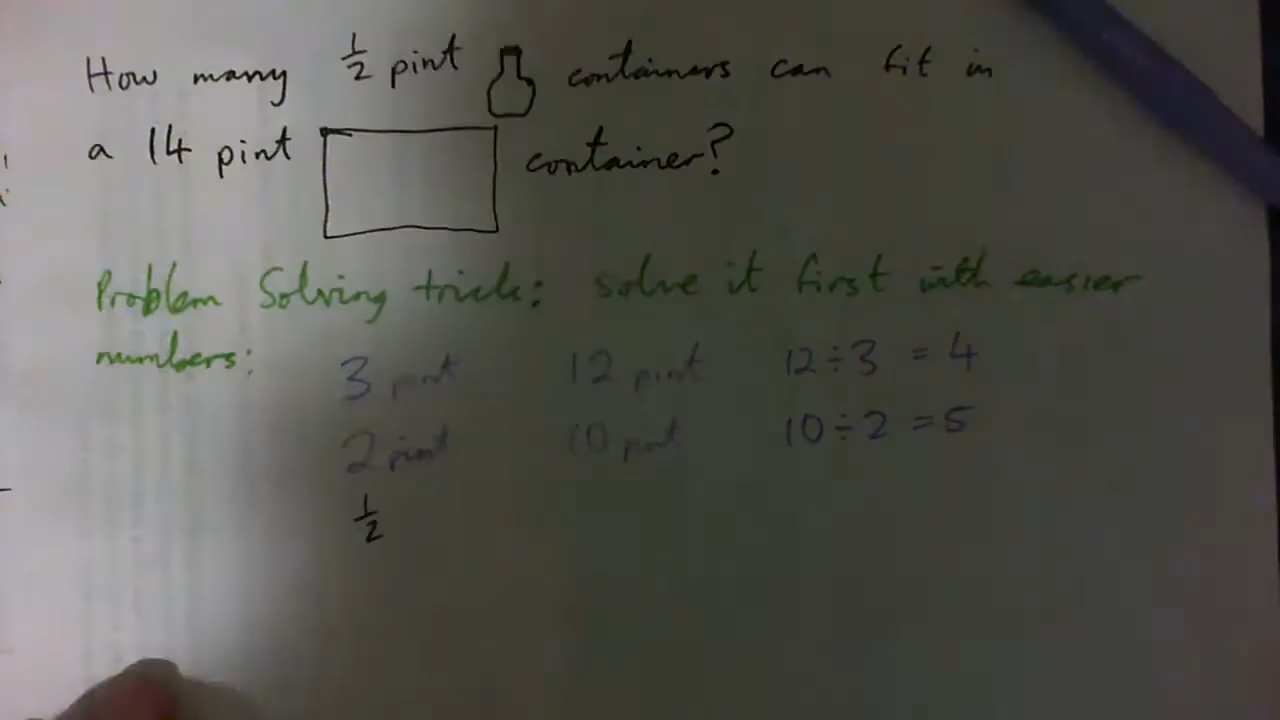 How many 1/2 pint containers can fit in
a 14 pint container?
Problem Solving trick: solve it first with easier
numbers:
3 pint 12 pint 12÷3 = 4
2 pint 10 pint 10÷2 = 5
1/2